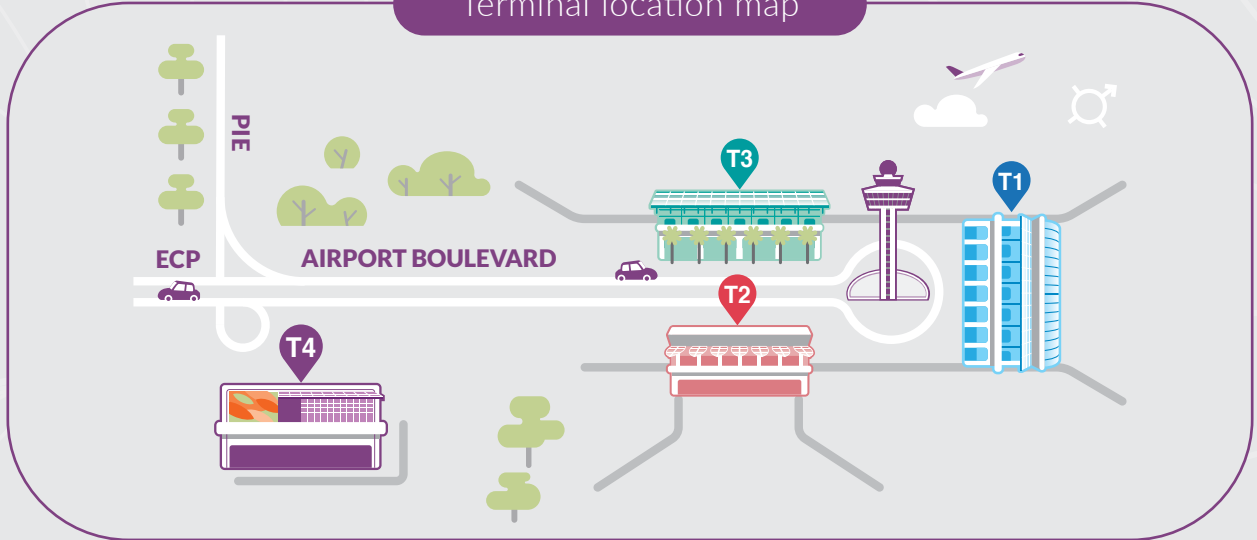 Terminal location map
PIE
T3
T1
ECP
AIRPORT BOULEVARD
T2
T4